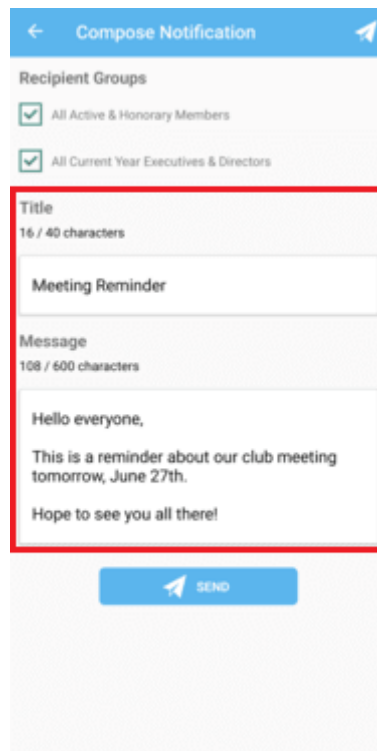 Compose Notification
Recipient Groups
All Active & Honorary Members
All Current Year Executives & Directors
Title
16 / 40 characters
Meeting Reminder
Message
108 / 600 characters
Hello everyone,
This is a reminder about our club meeting
tomorrow, June 27th.
Hope to see you all there!
SEND